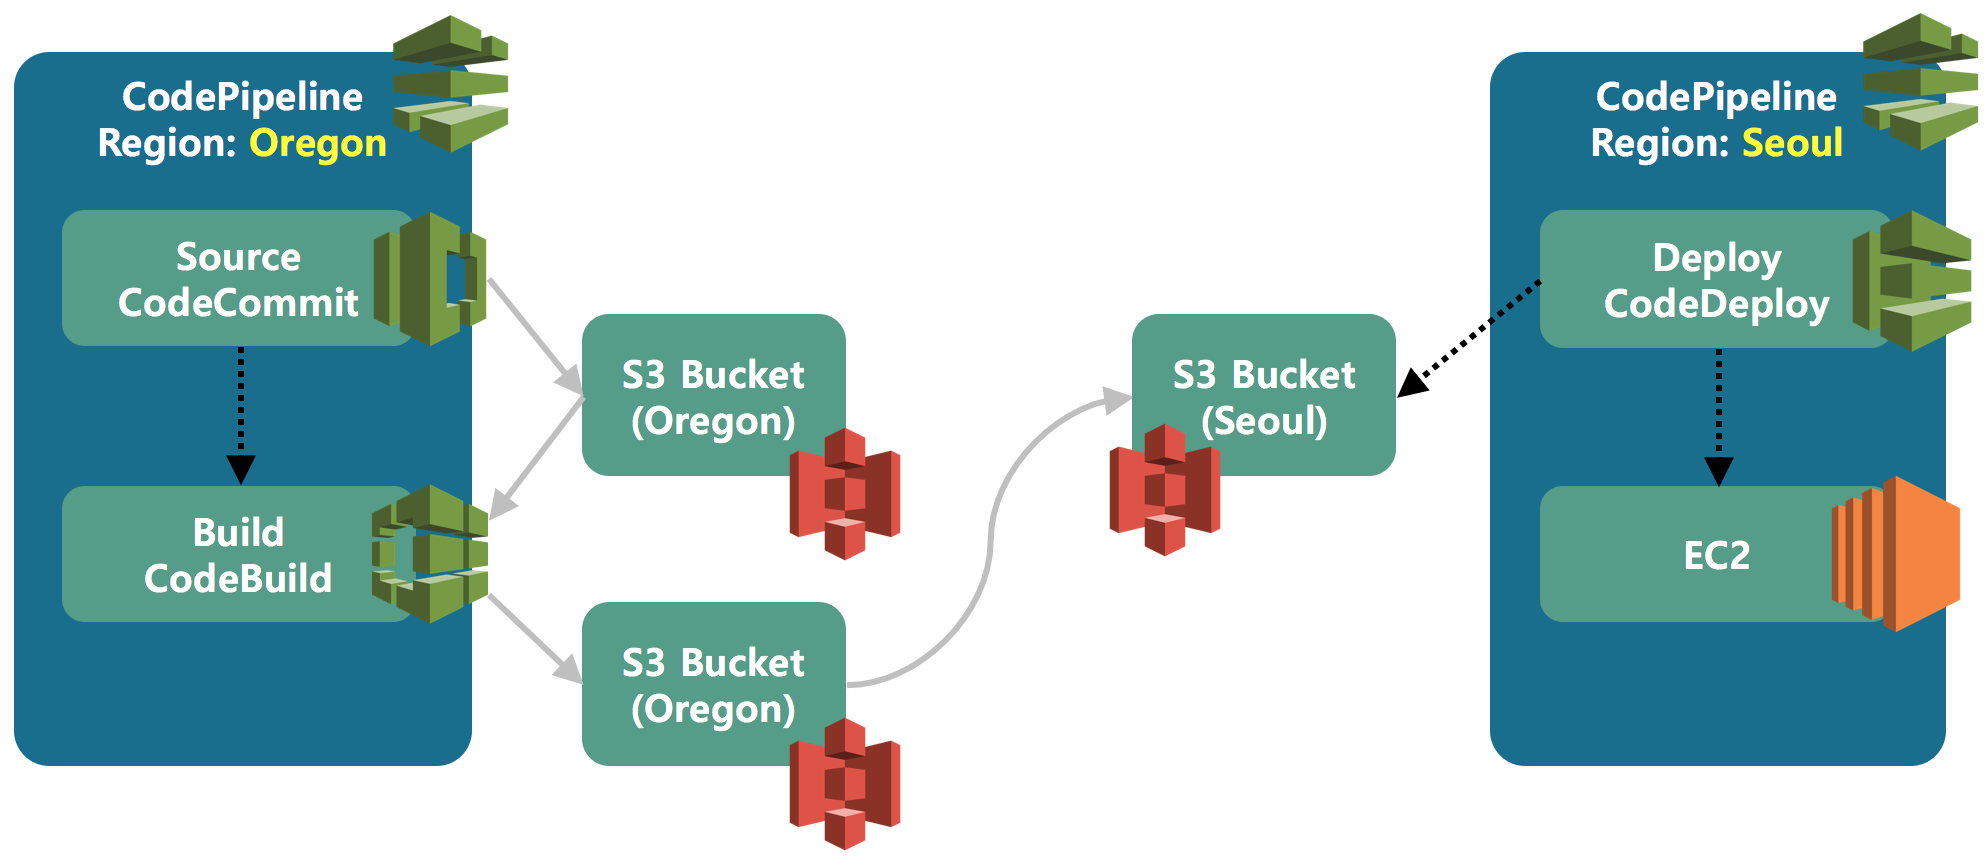 CodePipeline
Region: Oregon
Source
CodeCommit
Build
CodeBuild
S3 Bucket
(Oregon)
S3 Bucket
(Oregon)
S3 Bucket
(Seoul)
CodePipeline
Region: Seoul
Deploy
CodeDeploy
EC2